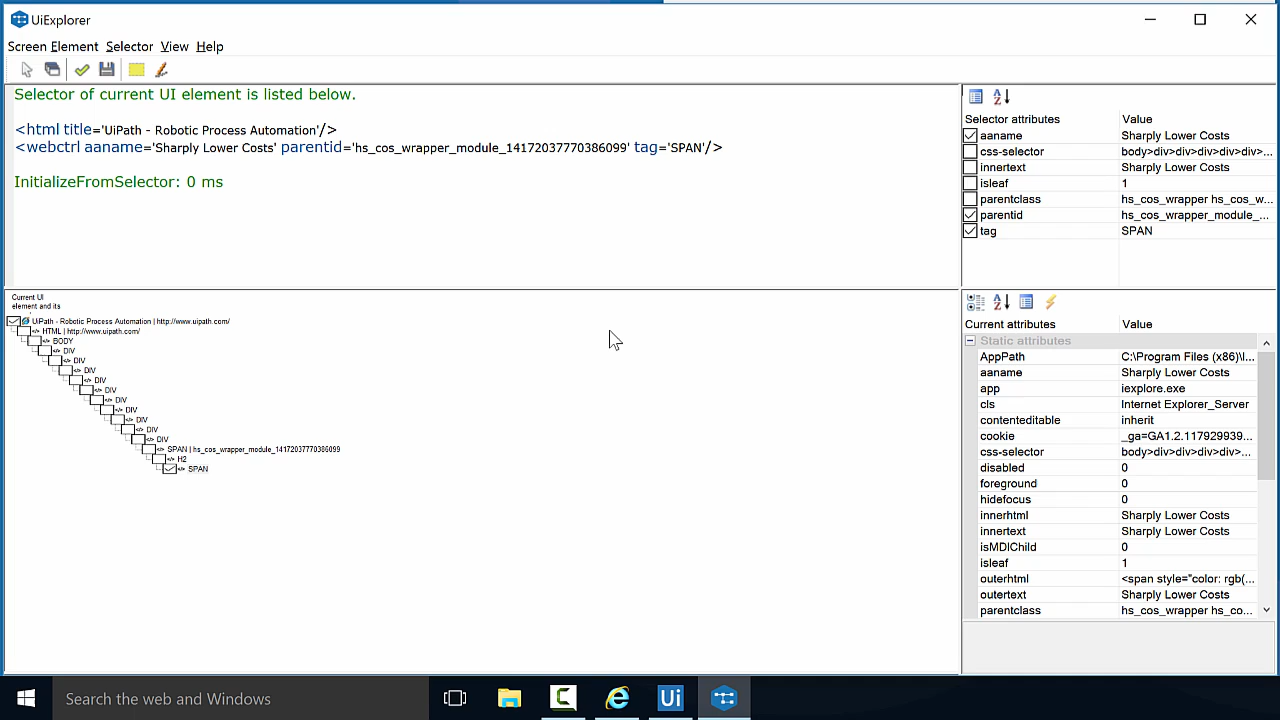 UiExplorer
Screen Element Selector View Help
Selector of current UI element is listed below.
<html title='UiPath - Robotic Process Automation'/>
<webctrl aaname='Sharply Lower Costs' parentid='hs_cos_wrapper_module_14172037770386099' tag='SPAN'/>
InitializeFromSelector: 0 ms
Selector attributes Value
aaname Sharply Lower Costs
css-selector body>div>div>div>div>div>...
innertext Sharply Lower Costs
isleaf 1
parentclass hs_cos_wrapper hs_cos_w...
parentid hs_cos_wrapper_module_...
tag SPAN
Current UI
element and its
UiPath - Robotic Process Automation | http://www.uipath.com/
</> HTML | http://www.uipath.com/
</> BODY
</> DIV
</> DIV
</> DIV
</> DIV
</> DIV
</> DIV
</> DIV
</> DIV
</> DIV
</> DIV
</> SPAN | hs_cos_wrapper_module_14172037770386099
</> H2
</> SPAN
Current attributes Value
Static attributes
AppPath C:\Program Files (x86)\I...
aaname Sharply Lower Costs
app iexplore.exe
cls Internet Explorer_Server
contenteditable inherit
cookie _ga=GA1.2.117929939...
css-selector body>div>div>div>div>...
disabled 0
foreground 0
hidefocus 0
innerhtml Sharply Lower Costs
innertext Sharply Lower Costs
isMDIChild 0
isleaf 1
outerhtml <span style="color: rgb(...
outertext Sharply Lower Costs
parentclass hs_cos_wrapper hs_co...
Search the web and Windows
C
Ui